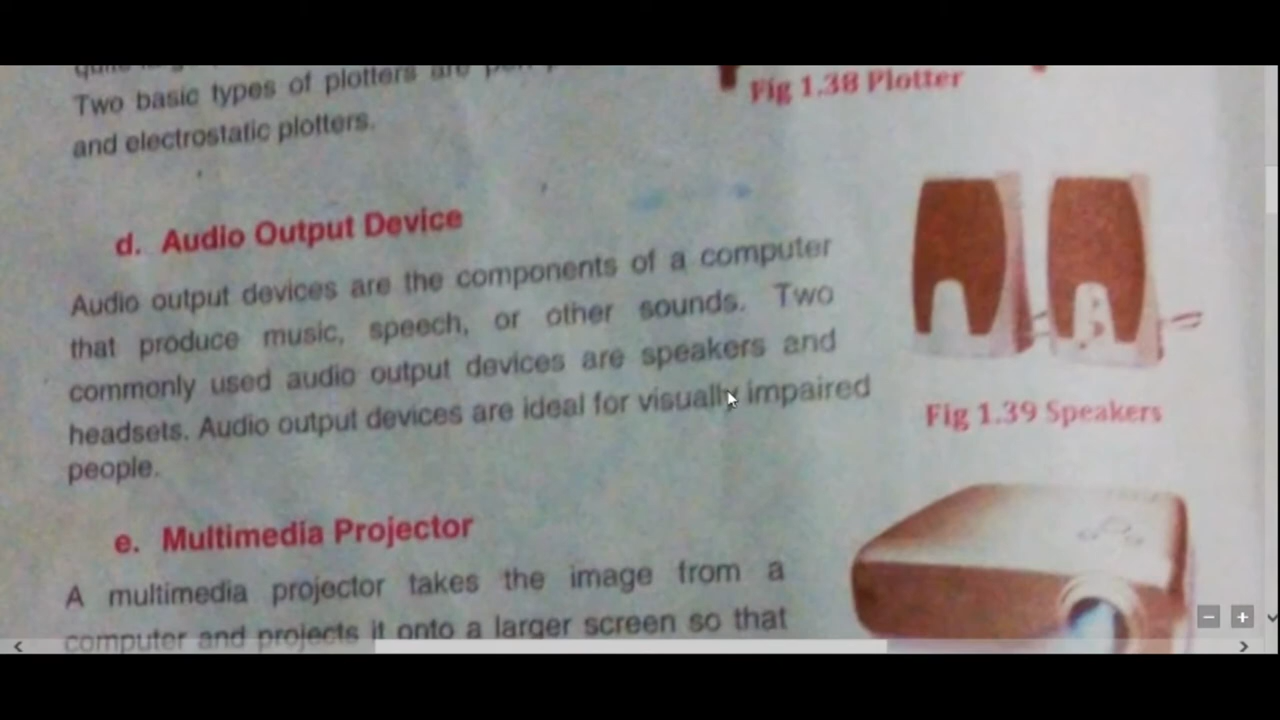 Two basic types of plotters are
and electrostatic plotters.
Fig 1.38 Plotter
d. Audio Output Device
Audio output devices are the components of a computer
that produce music, speech, or other sounds. Two
commonly used audio output devices are speakers and
headsets. Audio output devices are ideal for visually impaired
people.
Fig 1.39 Speakers
e. Multimedia Projector
A multimedia projector takes the image from a
computer and projects it onto a larger screen so that